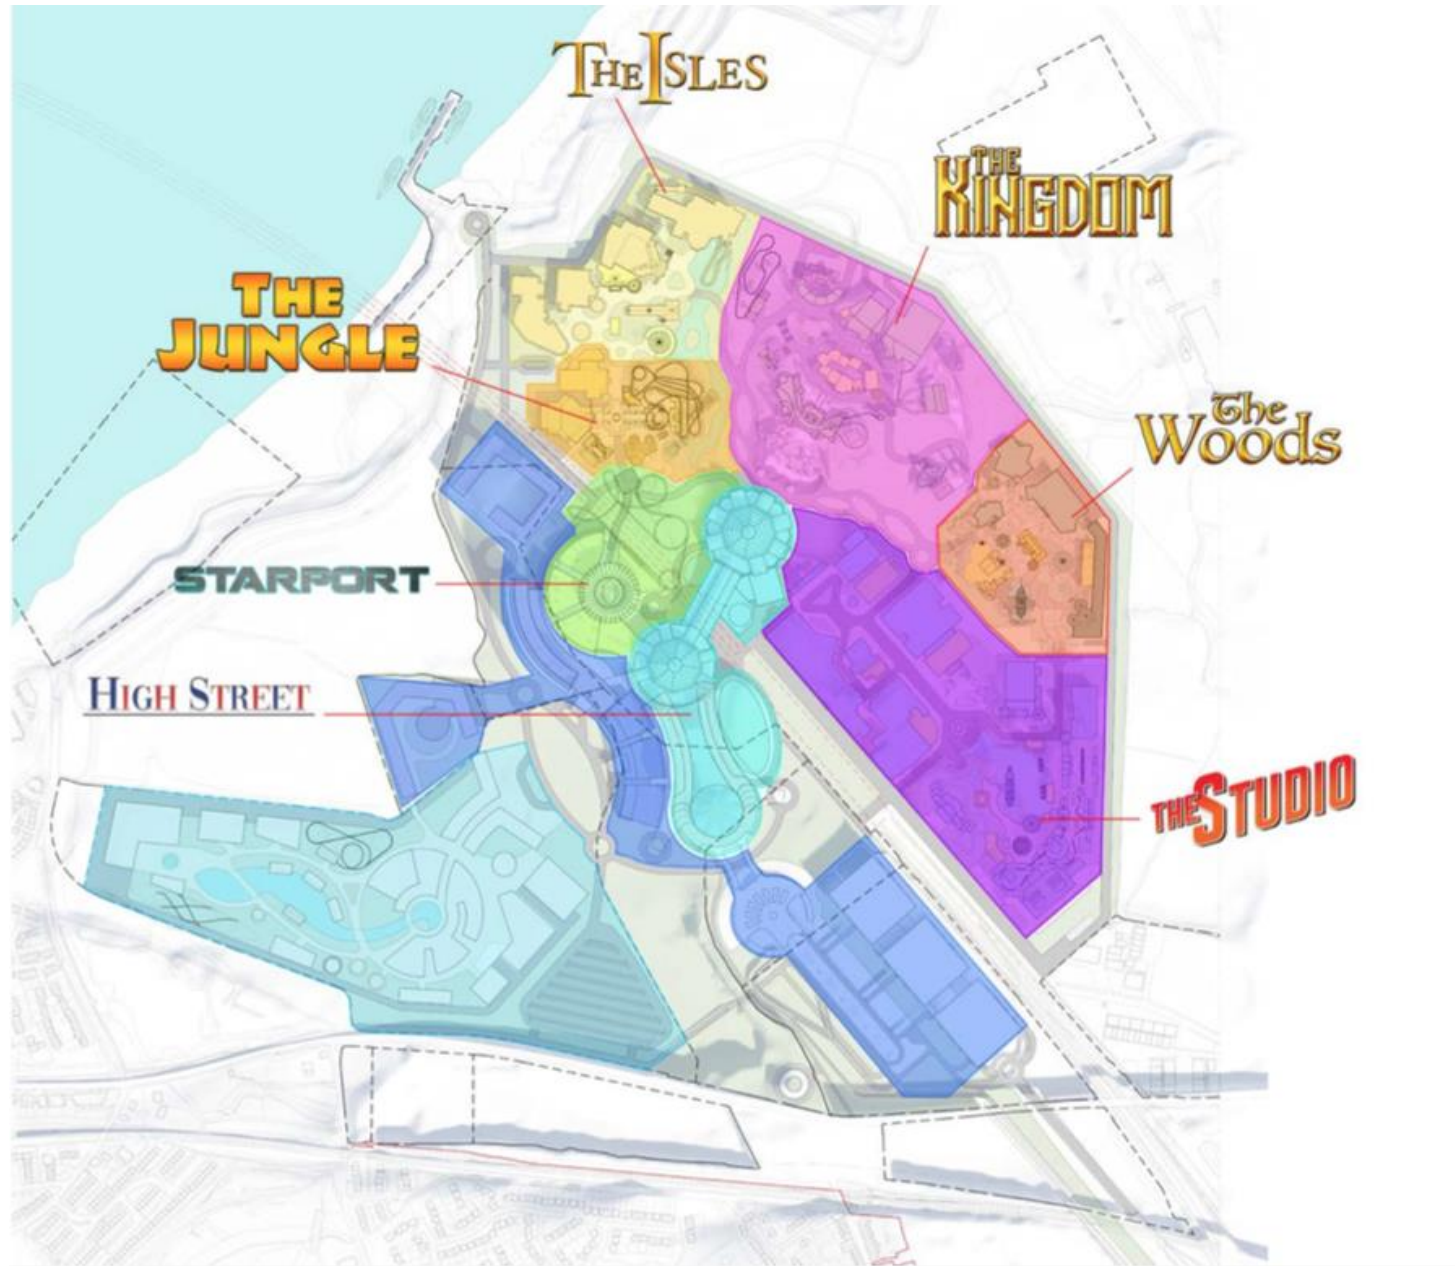 THE ISLES
THE
KINGDOM
THE
JUNGLE
The
Woods
STARPORT
HIGH STREET
THE STUDIO